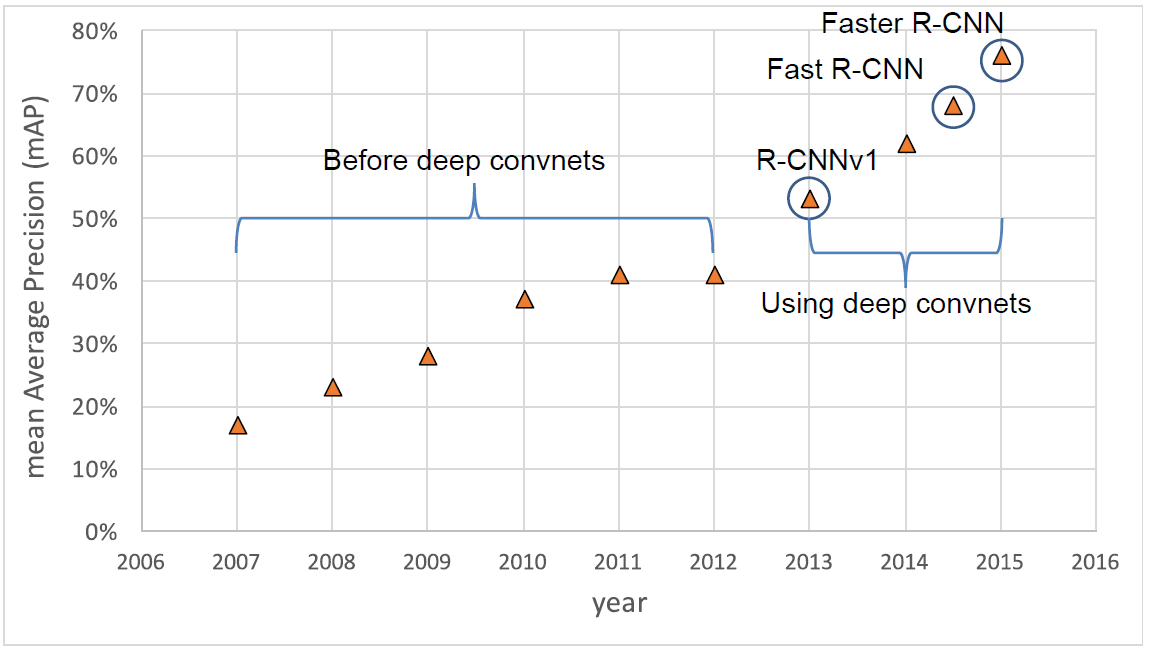 Faster R-CNN
80%
Fast R-CNN
70%
Before deep convnets
R-CNNv1
60%
50%
40%
Using deep convnets
30%
20%
10%
0%
mean Average Precision (mAP)
2006 2007 2008 2009 2010 2011 2012 2013 2014 2015 2016
year